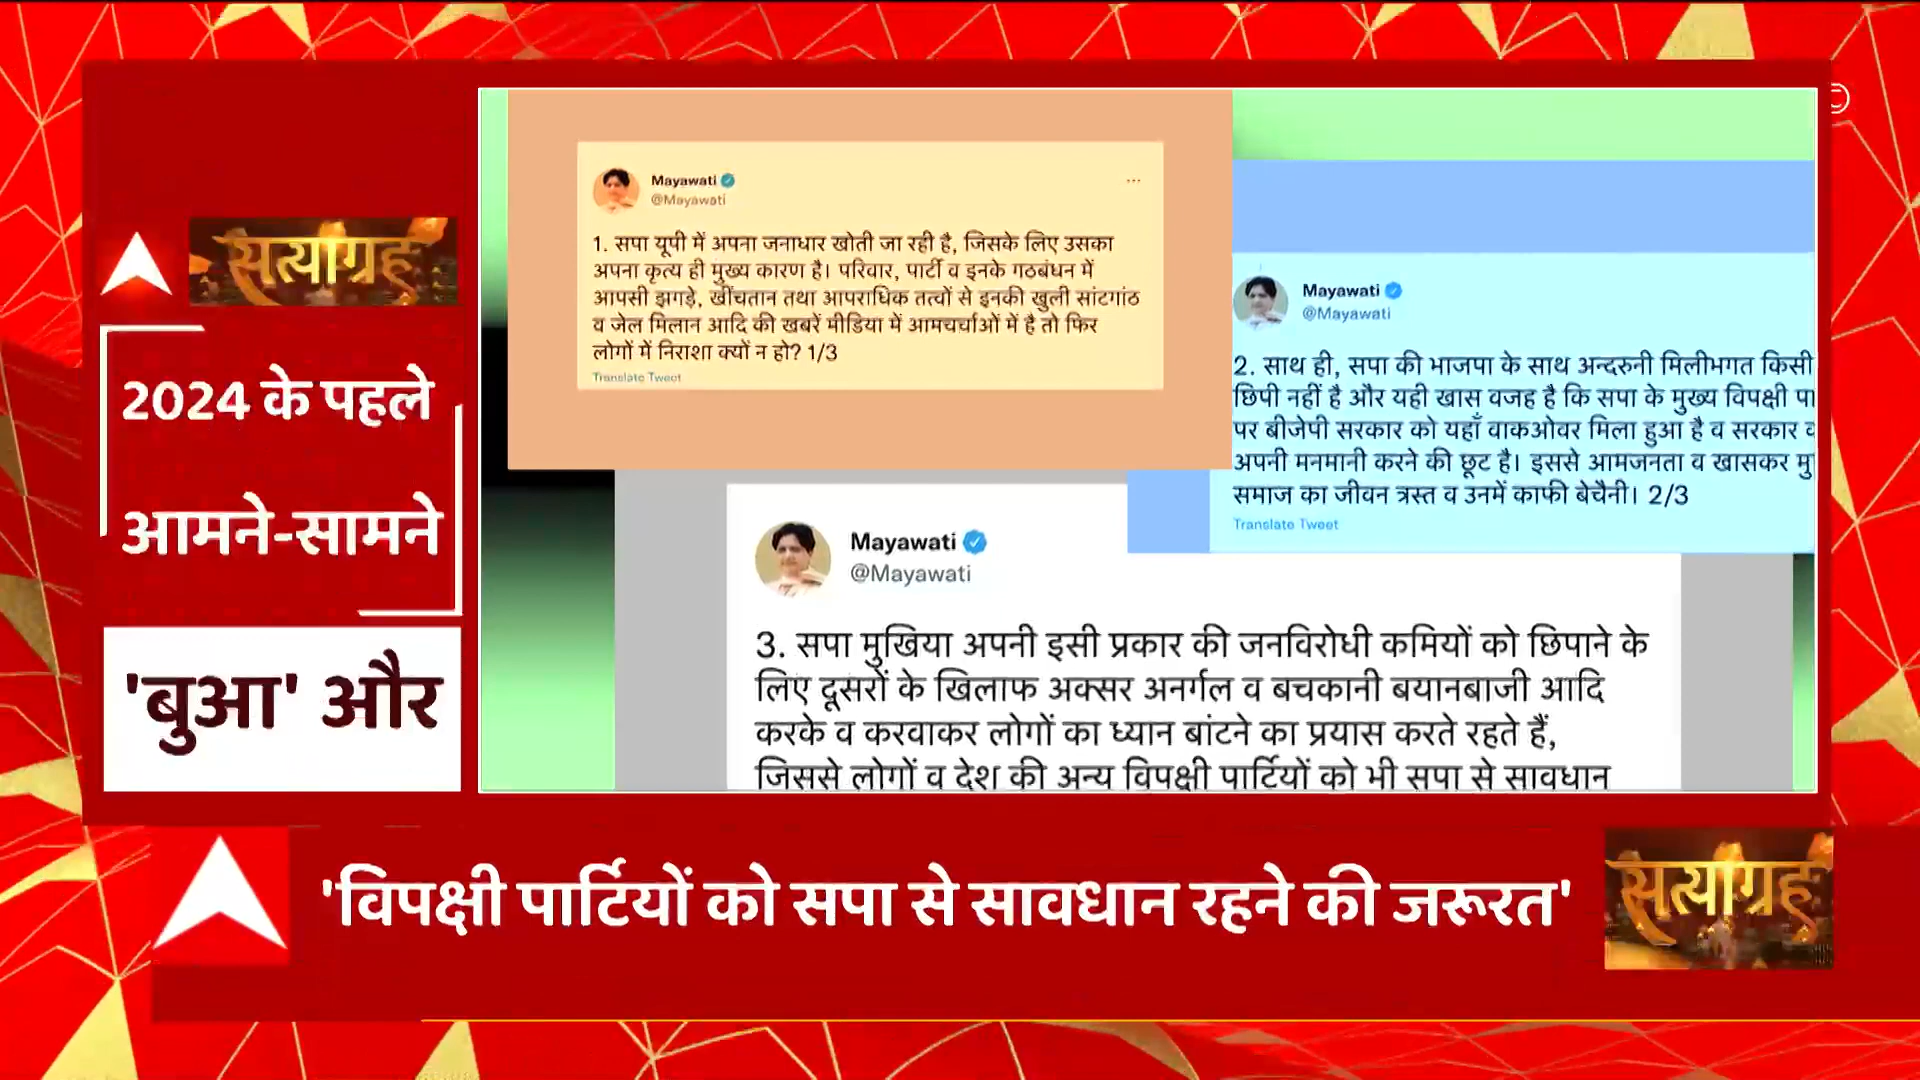 सत्याग्रह
2024 के पहले
आमने-सामने
'बुआ' और
Mayawati
@Mayawati
1. सपा यूपी में अपना जनाधार खोती जा रही है, जिसके लिए उसका
अपना कृत्य ही मुख्य कारण है। परिवार, पार्टी व इनके गठबंधन में
आपसी झगड़े, खींचतान तथा आपराधिक तत्वों से इनकी खुली सांटगांठ
व जेल मिलान आदि की खबरें मीडिया में आमचर्चाओं में है तो फिर
लोगों में निराशा क्यों न हो? 1/3
Translate Tweet
Mayawati
@Mayawati
2. साथ ही, सपा की भाजपा के साथ अन्दरुनी मिलीभगत किसी
छिपी नहीं है और यही खास वजह है कि सपा के मुख्य विपक्षी
पर बीजेपी सरकार को यहाँ वाकओवर मिला हुआ है व सरकार
अपनी मनमानी करने की छूट है। इससे आमजनता व खासकर
समाज का जीवन त्रस्त व उनमें काफी बेचैनी। 2/3
Translate Tweet
Mayawati
@Mayawati
3. सपा मुखिया अपनी इसी प्रकार की जनविरोधी कमियों को छिपाने के
लिए दूसरों के खिलाफ अक्सर अनर्गल व बचकानी बयानबाजी आदि
करके व करवाकर लोगों का ध्यान बांटने का प्रयास करते रहते हैं,
जिससे लोगों व देश की अन्य विपक्षी पार्टियों को भी सपा से सावधान
'विपक्षी पार्टियों को सपा से सावधान रहने की जरूरत'
सत्याग्रह